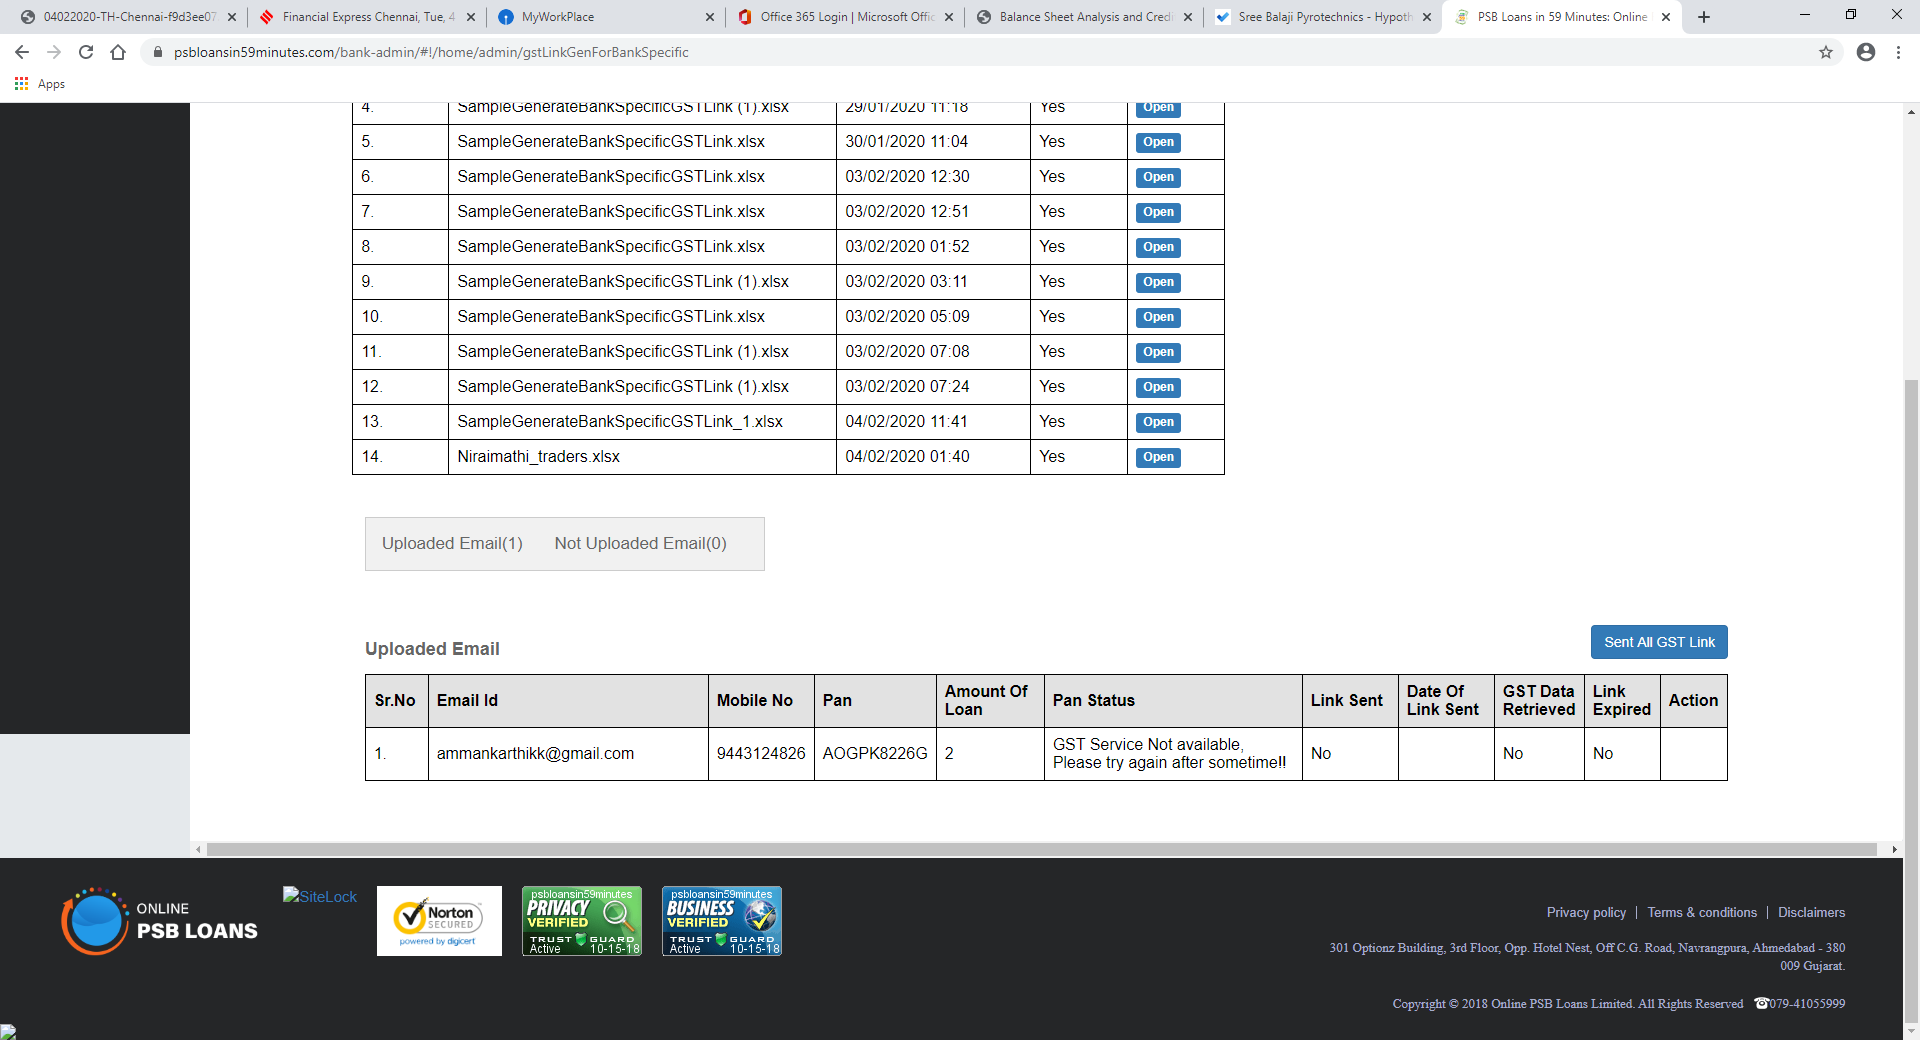 04022020-TH-Chennai-f9d3ee07
Financial Express Chennai, Tue, 4
MyWorkPlace
Office 365 Login | Microsoft Offic
Balance Sheet Analysis and Credi
Sree Balaji Pyrotechnics - Hypoth
PSB Loans in 59 Minutes: Online
psbloansin59minutes.com/bank-admin/#!/home/admin/gstLinkGenForBankSpecific
Apps
4. SampleGenerateBankSpecificGSTLink (1).xlsx 29/01/2020 11:18 Yes Open
5. SampleGenerateBankSpecificGSTLink.xlsx 30/01/2020 11:04 Yes Open
6. SampleGenerateBankSpecificGSTLink.xlsx 03/02/2020 12:30 Yes Open
7. SampleGenerateBankSpecificGSTLink.xlsx 03/02/2020 12:51 Yes Open
8. SampleGenerateBankSpecificGSTLink.xlsx 03/02/2020 01:52 Yes Open
9. SampleGenerateBankSpecificGSTLink (1).xlsx 03/02/2020 03:11 Yes Open
10. SampleGenerateBankSpecificGSTLink.xlsx 03/02/2020 05:09 Yes Open
11. SampleGenerateBankSpecificGSTLink (1).xlsx 03/02/2020 07:08 Yes Open
12. SampleGenerateBankSpecificGSTLink (1).xlsx 03/02/2020 07:24 Yes Open
13. SampleGenerateBankSpecificGSTLink_1.xlsx 04/02/2020 11:41 Yes Open
14. Niraimathi_traders.xlsx 04/02/2020 01:40 Yes Open
Uploaded Email(1) Not Uploaded Email(0)
Sent All GST Link
Uploaded Email
Sr.No Email Id Mobile No Pan Amount Of Loan Pan Status Link Sent Date Of Link Sent GST Data Retrieved Link Expired Action
1. ammankarthikk@gmail.com 9443124826 AOGPK8226G 2 GST Service Not available, Please try again after sometime!! No No No
ONLINE
PSB LOANS
SiteLock
Norton
SECURED
powered by digicert
psbloansin59minutes
PRIVACY
VERIFIED
TRUST GUARD
Active 10-15-18
psbloansin59minutes
BUSINESS
VERIFIED
TRUST GUARD
Active 10-15-18
Privacy policy | Terms & conditions | Disclaimers
301 Optionz Building, 3rd Floor, Opp. Hotel Nest, Off C.G. Road, Navrangpura, Ahmedabad - 380
009 Gujarat.
Copyright © 2018 Online PSB Loans Limited. All Rights Reserved ☎079-41055999